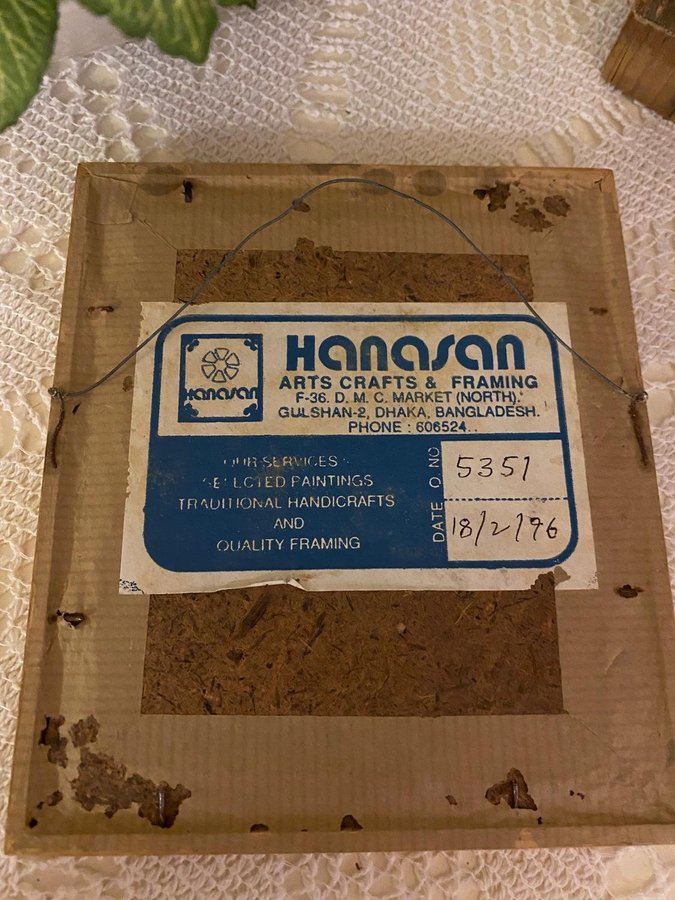 Hanasan
Hanasan
ARTS CRAFTS & FRAMING
F-36. D. M. C. MARKET (NORTH).
GULSHAN-2, DHAKA, BANGLADESH.
PHONE : 606524.
OUR SERVICES
SELECTED PAINTINGS
TRADITIONAL HANDICRAFTS
AND
QUALITY FRAMING
O. NO 5351
DATE 18/2/96